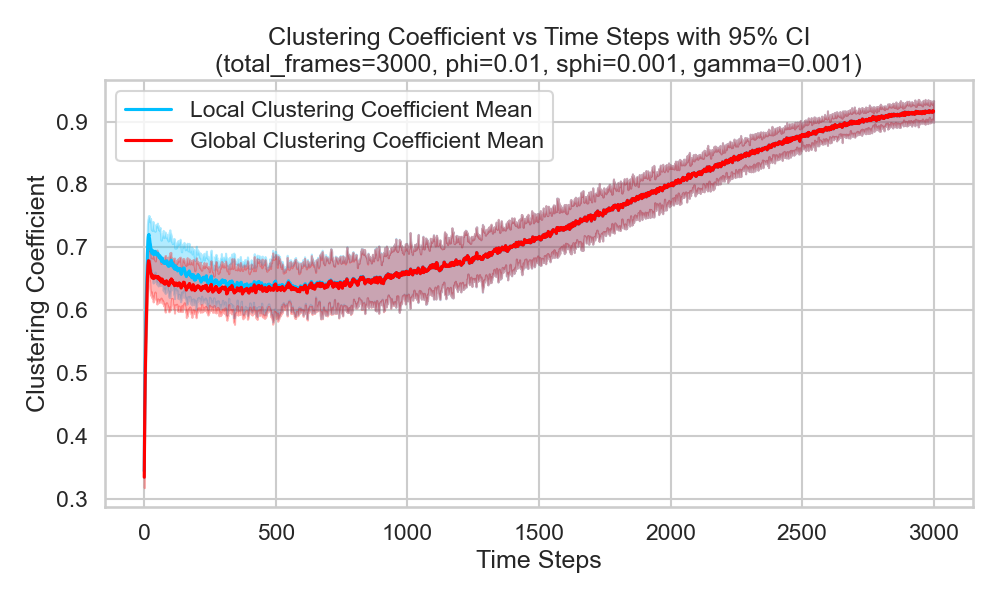 Clustering Coefficient vs Time Steps with 95% CI
(total_frames=3000, phi=0.01, sphi=0.001, gamma=0.001)
Local Clustering Coefficient Mean
Global Clustering Coefficient Mean
Clustering Coefficient
0.9
0.8
0.7
0.6
0.5
0.4
0.3
0 500 1000 1500 2000 2500 3000
Time Steps